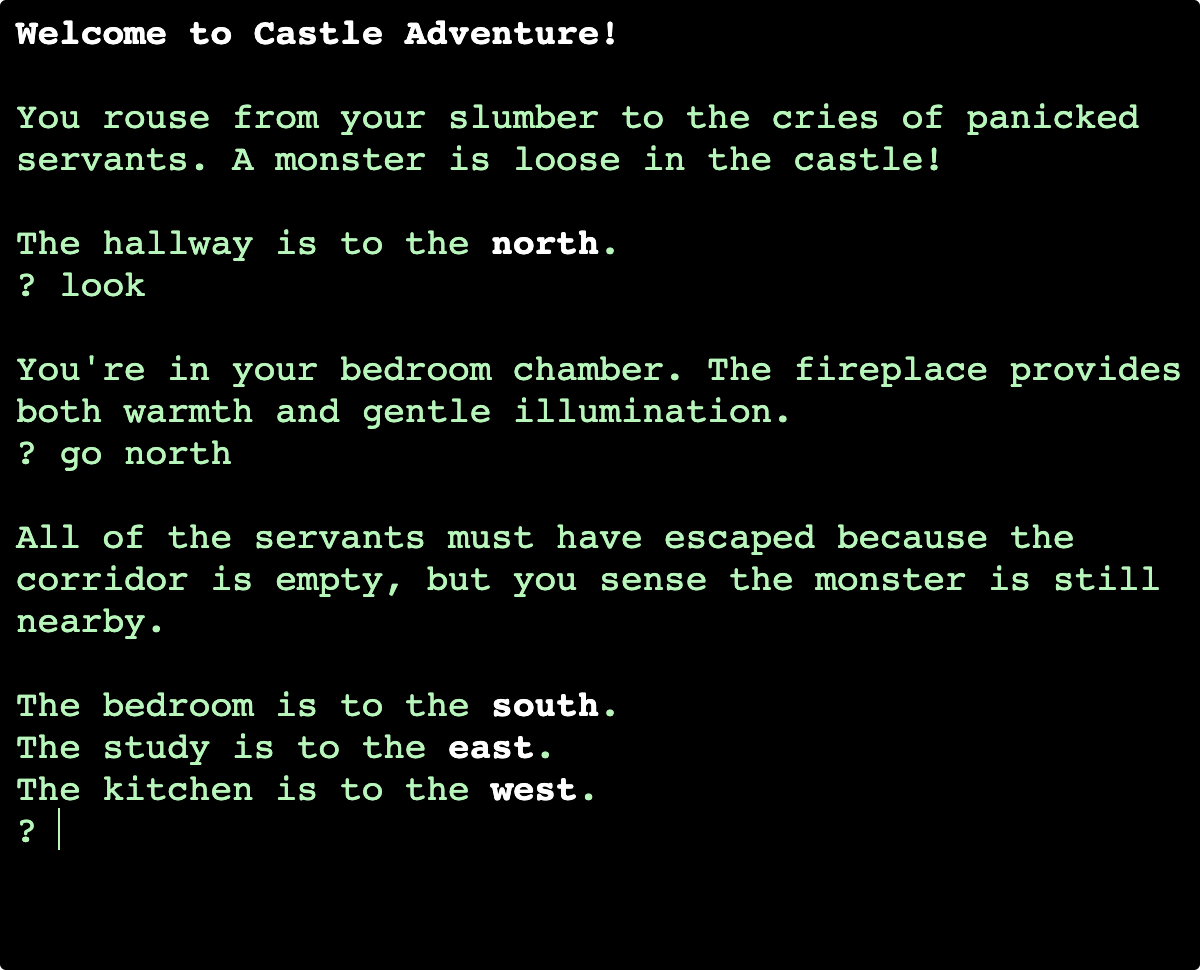 Welcome to Castle Adventure!
You rouse from your slumber to the cries of panicked
servants. A monster is loose in the castle!
The hallway is to the north.
? look
You're in your bedroom chamber. The fireplace provides
both warmth and gentle illumination.
? go north
All of the servants must have escaped because the
corridor is empty, but you sense the monster is still
nearby.
The bedroom is to the south.
The study is to the east.
The kitchen is to the west.
?